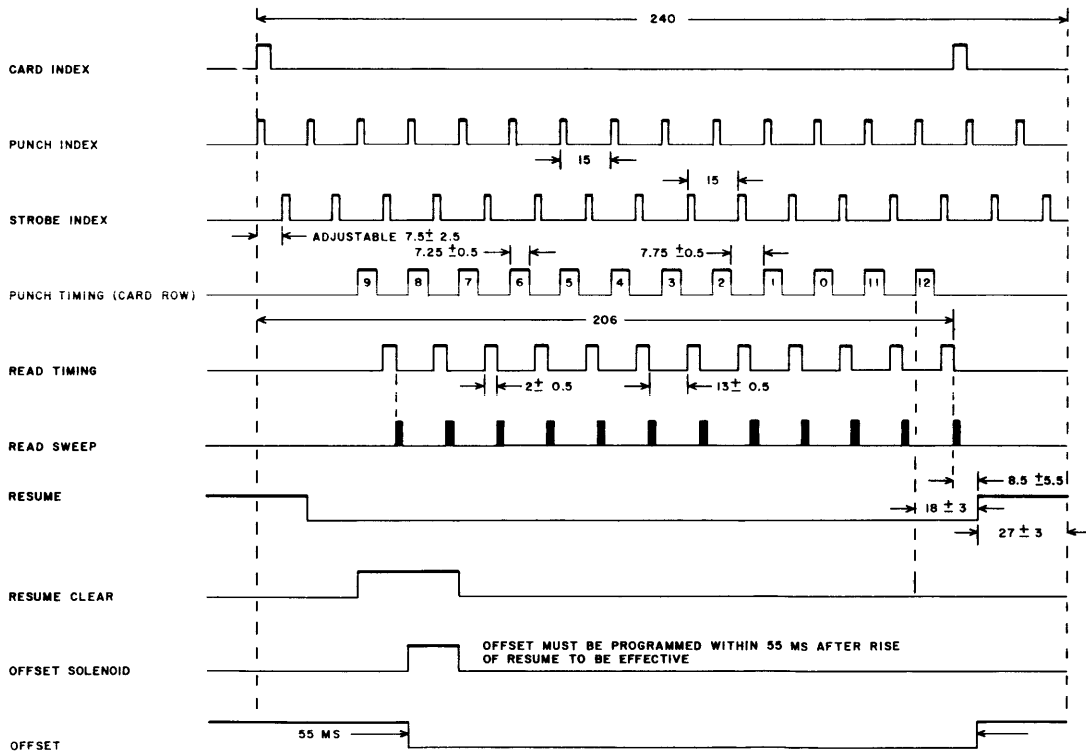 240
CARD INDEX
PUNCH INDEX
15
15
STROBE INDEX
ADJUSTABLE 7.5± 2.5
7.25 ±0.5
7.75 ±0.5
PUNCH TIMING (CARD ROW)
9 8 7 6 5 4 3 2 1 0 11 12
206
READ TIMING
2± 0.5
13± 0.5
READ SWEEP
8.5 ±5.5
RESUME
18 ± 3
27 ± 3
RESUME CLEAR
OFFSET MUST BE PROGRAMMED WITHIN 55 MS AFTER RISE
OF RESUME TO BE EFFECTIVE
OFFSET SOLENOID
55 MS
OFFSET